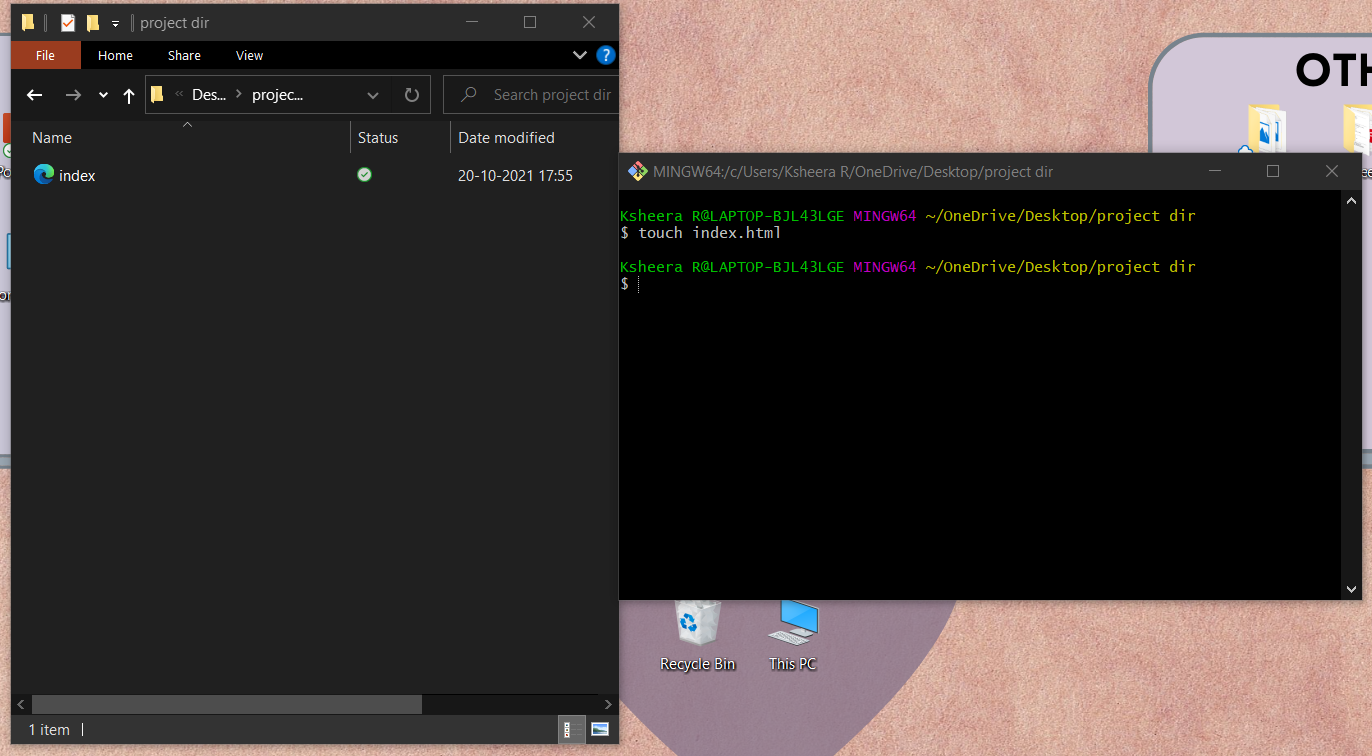 project dir
File Home Share View
?
« Des... > projec...
Search project dir
Name Status Date modified
index 20-10-2021 17:55
1 item
MINGW64:/c/Users/Ksheera R/OneDrive/Desktop/project dir
Ksheera R@LAPTOP-BJL43LGE MINGW64 ~/OneDrive/Desktop/project dir
$ touch index.html
Ksheera R@LAPTOP-BJL43LGE MINGW64 ~/OneDrive/Desktop/project dir
$
OTH
Recycle Bin
This PC